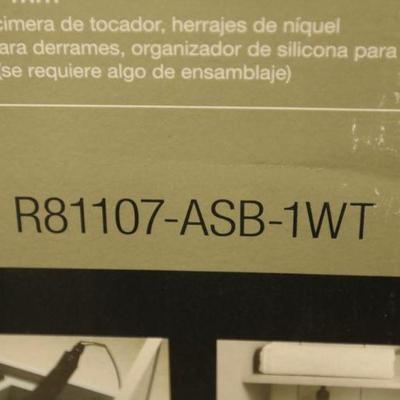 cimera de tocador, herrajes de níquel
para derrames, organizador de silicona para
(se requiere algo de ensamblaje)
R81107-ASB-1WT